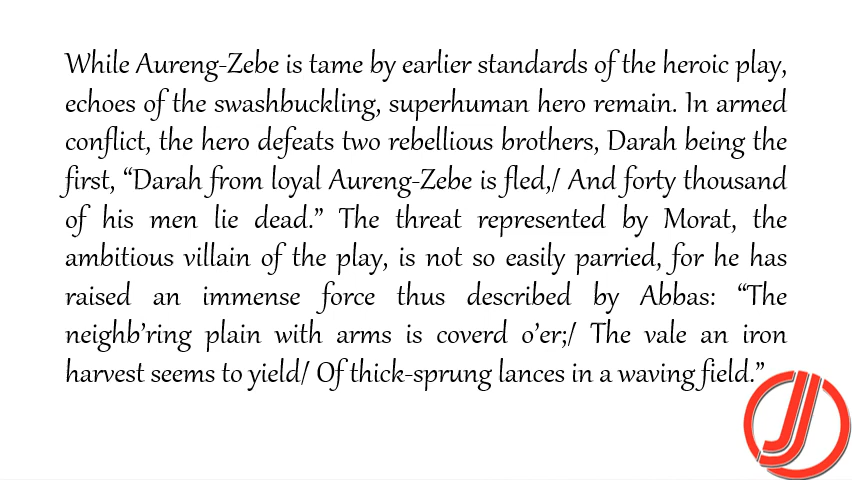 While Aureng-Zebe is tame by earlier standards of the heroic play,
echoes of the swashbuckling, superhuman hero remain. In armed
conflict, the hero defeats two rebellious brothers, Darah being the
first, “Darah from loyal Aureng-Zebe is fled,/ And forty thousand
of his men lie dead.” The threat represented by Morat, the
ambitious villain of the play, is not so easily parried, for he has
raised an immense force thus described by Abbas: “The
neighb’ring plain with arms is coverd o’er;/ The vale an iron
harvest seems to yield/ Of thick-sprung lances in a waving field.”